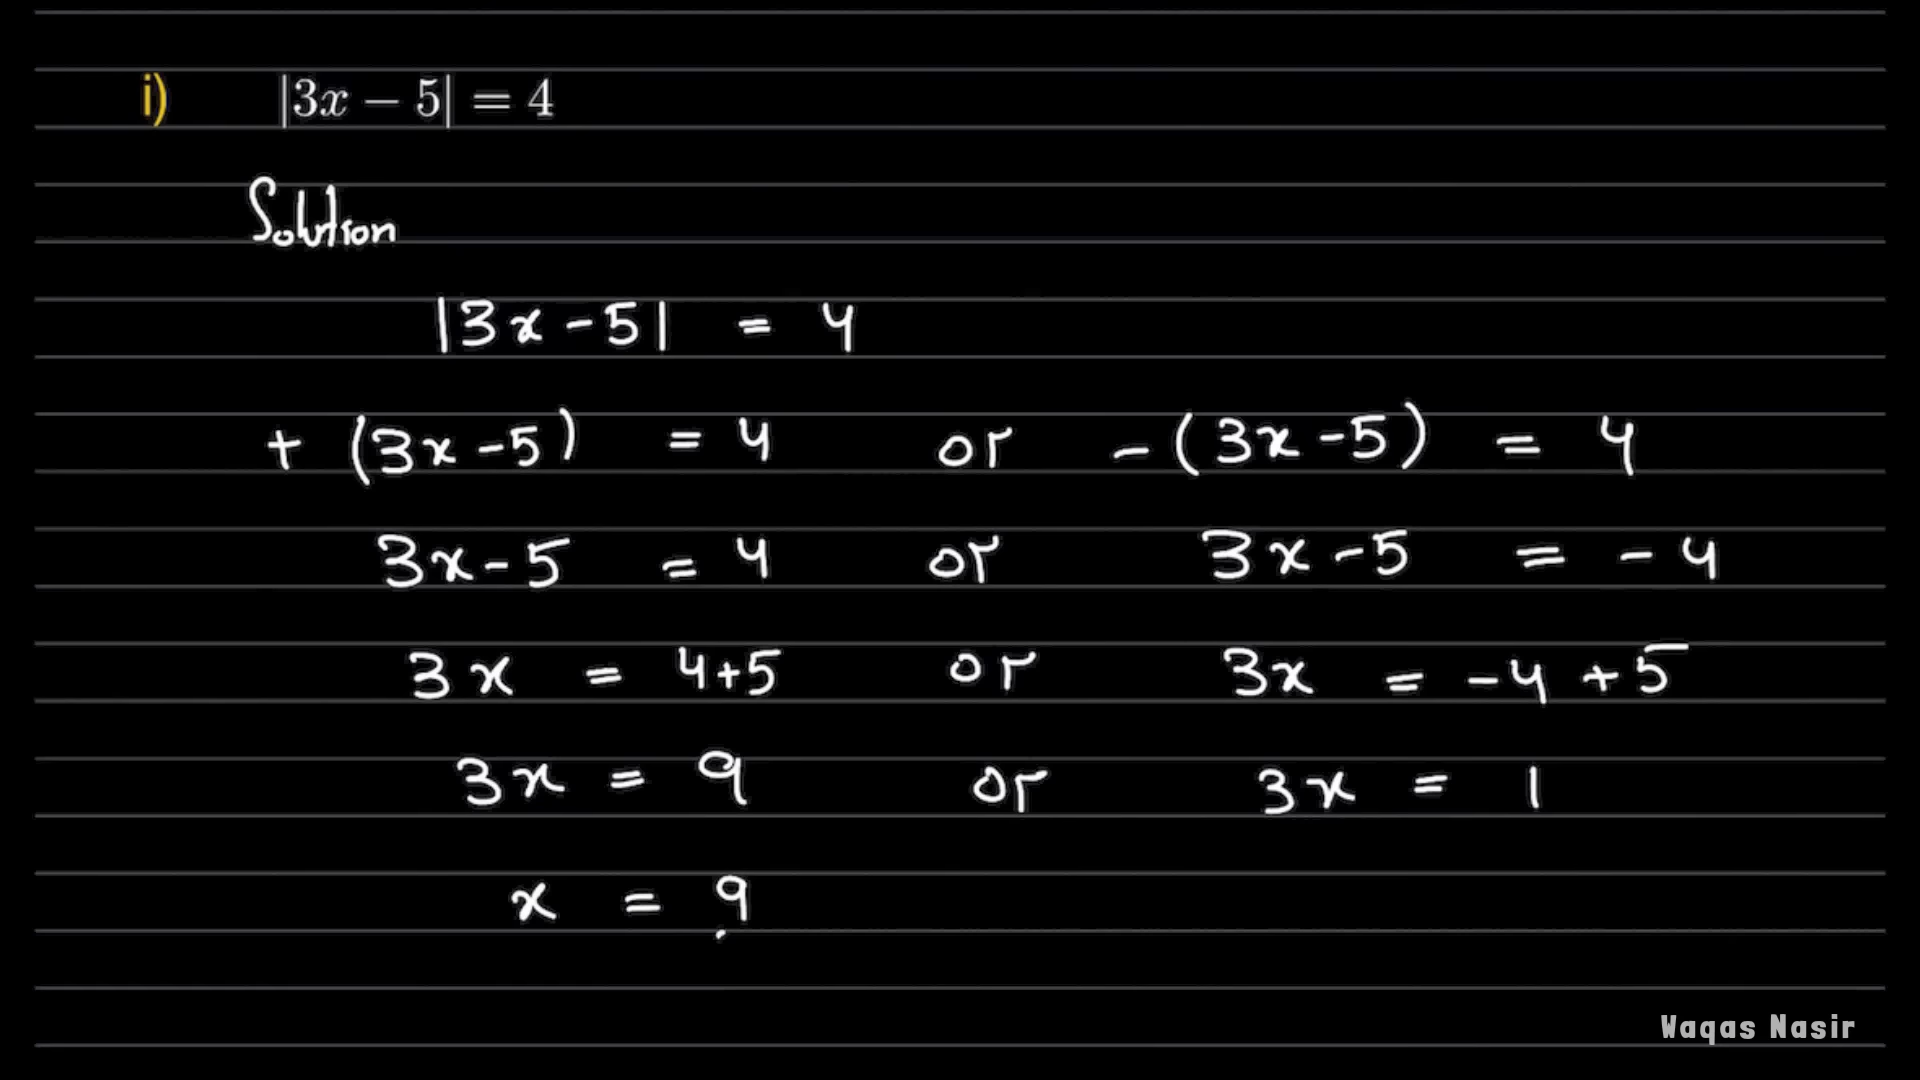 i) |3x − 5| = 4
Solution
|3x-5| = 4
+ (3x-5) = 4 or -(3x-5) = 4
3x-5 = 4 or 3x-5 = -4
3x = 4+5 or 3x = -4+5
3x = 9 or 3x = 1
x = 9
Waqas Nasir